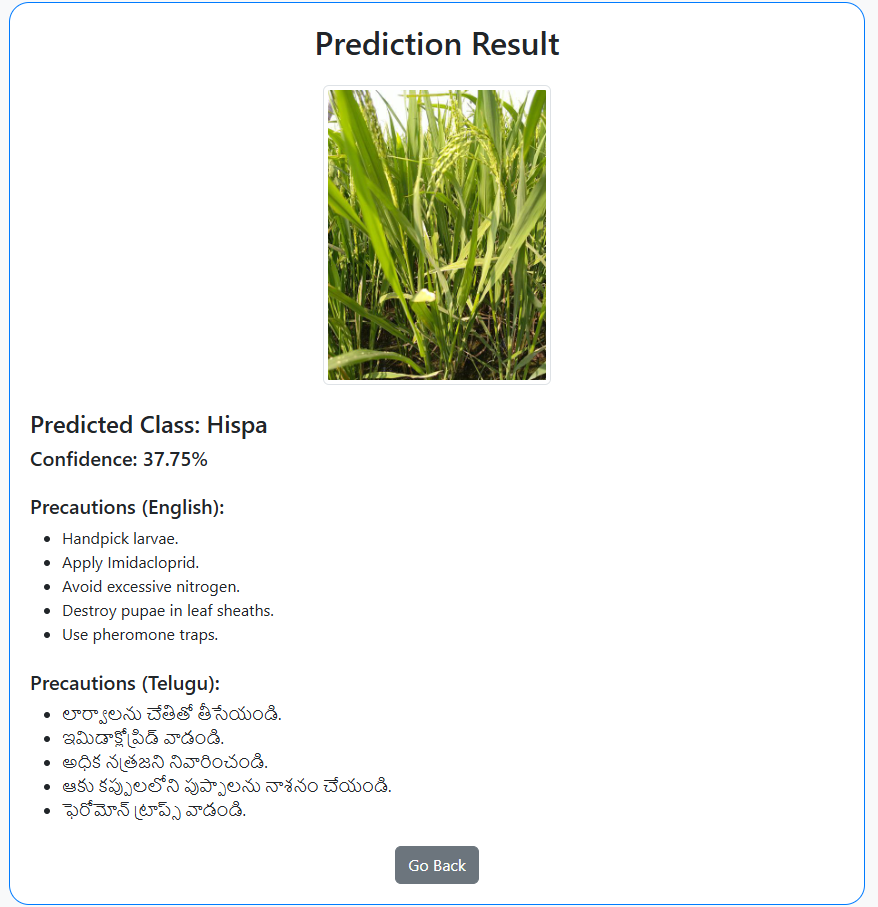 Prediction Result
Predicted Class: Hispa
Confidence: 37.75%
Precautions (English):
Handpick larvae.
Apply Imidacloprid.
Avoid excessive nitrogen.
Destroy pupae in leaf sheaths.
Use pheromone traps.
Precautions (Telugu):
లార్వాలను చేతితో తీసేయండి.
ఇమిడాక్లోప్రిడ్ వాడండి.
అధిక నత్రజని నివారించండి.
ఆకు కప్పులలోని పుప్పాలను నాశనం చేయండి.
ఫెరోమోన్ ట్రాప్స్ వాడండి.
Go Back